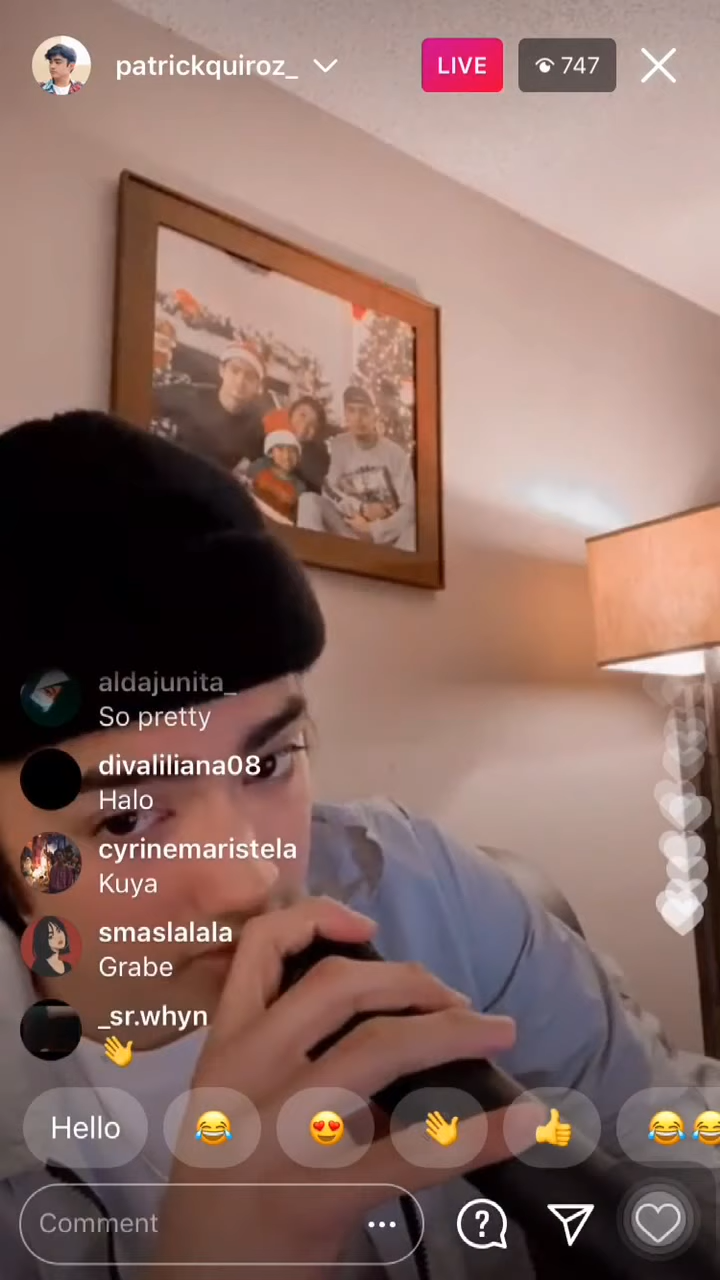 patrickquiroz_
LIVE
747
aldajunita_
So pretty
divaliliana08
Halo
cyrinemaristela
Kuya
smaslalala
Grabe
_sr.whyn
👋
Hello
😂
😍
👋
👍
😂😂
Comment